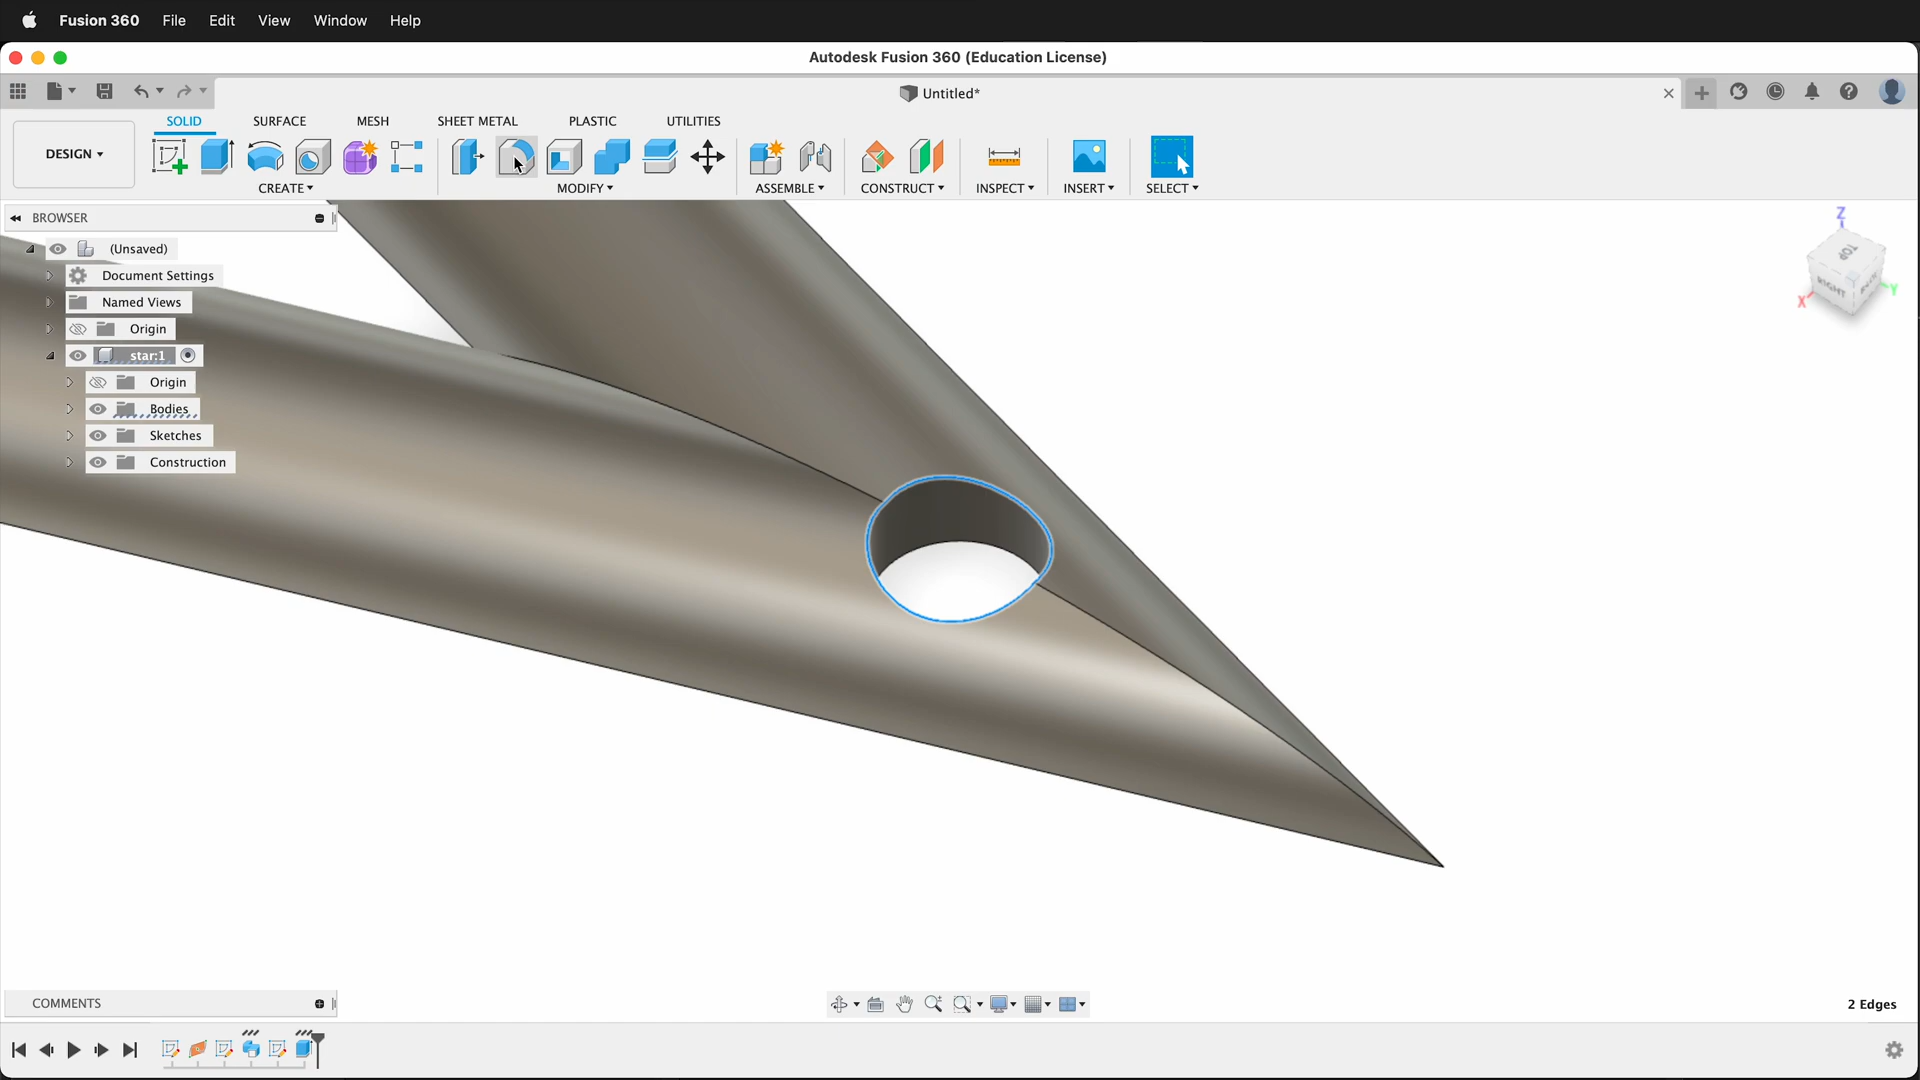 Fusion 360 File Edit View Window Help
Autodesk Fusion 360 (Education License)
Untitled*
SOLID SURFACE MESH SHEET METAL PLASTIC UTILITIES
DESIGN
CREATE MODIFY ASSEMBLE CONSTRUCT INSPECT INSERT SELECT
BROWSER
(Unsaved)
Document Settings
Named Views
Origin
star:1
Origin
Bodies
Sketches
Construction
Z
TOP
RIGHT
X
Y
COMMENTS
2 Edges